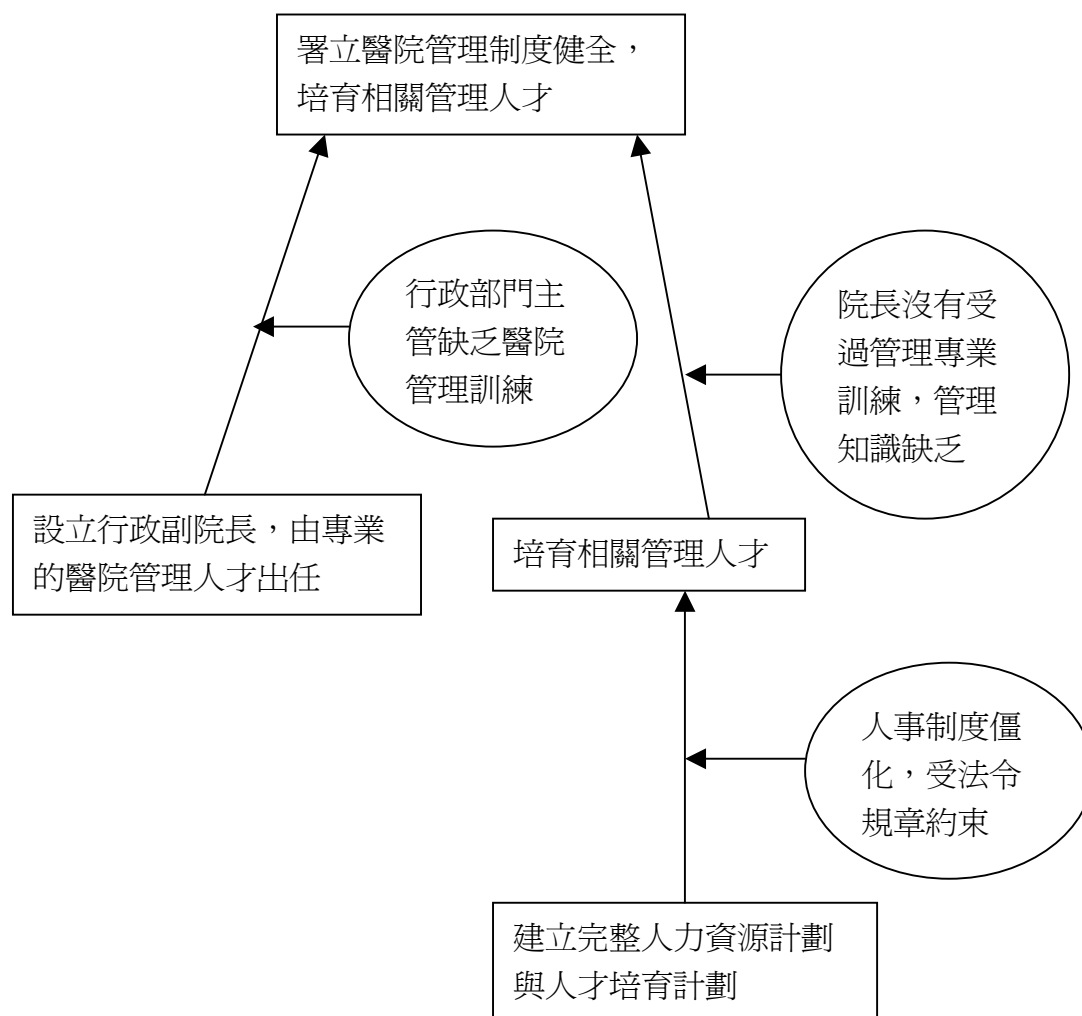 署立醫院管理制度健全，
培育相關管理人才
行政部門主
管缺乏醫院
管理訓練
院長沒有受
過管理專業
訓練，管理
知識缺乏
設立行政副院長，由專業
的醫院管理人才出任
培育相關管理人才
人事制度僵
化，受法令
規章約束
建立完整人力資源計劃
與人才培育計劃